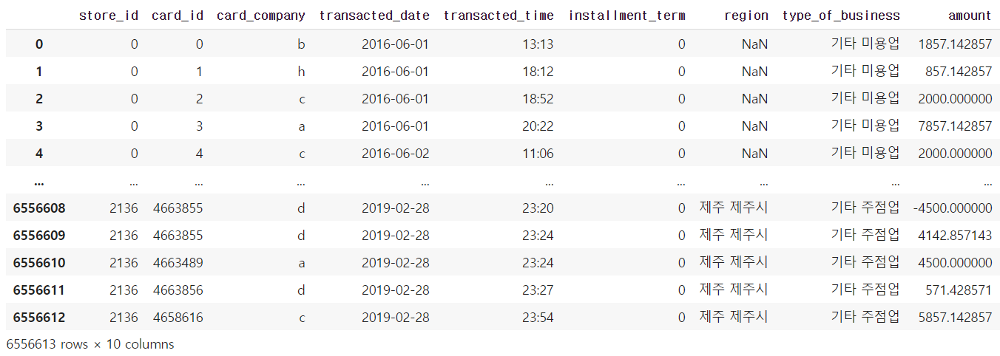 store_id card_id card_company transacted_date transacted_time installment_term region type_of_business amount
0 0 0 b 2016-06-01 13:13 0 NaN 기타 미용업 1857.142857
1 0 1 h 2016-06-01 18:12 0 NaN 기타 미용업 857.142857
2 0 2 c 2016-06-01 18:52 0 NaN 기타 미용업 2000.000000
3 0 3 a 2016-06-01 20:22 0 NaN 기타 미용업 7857.142857
4 0 4 c 2016-06-02 11:06 0 NaN 기타 미용업 2000.000000
... ... ... ... ... ... ... ... ... ...
6556608 2136 4663855 d 2019-02-28 23:20 0 제주 제주시 기타 주점업 -4500.000000
6556609 2136 4663855 d 2019-02-28 23:24 0 제주 제주시 기타 주점업 4142.857143
6556610 2136 4663489 a 2019-02-28 23:24 0 제주 제주시 기타 주점업 4500.000000
6556611 2136 4663856 d 2019-02-28 23:27 0 제주 제주시 기타 주점업 571.428571
6556612 2136 4658616 c 2019-02-28 23:54 0 제주 제주시 기타 주점업 5857.142857
6556613 rows × 10 columns